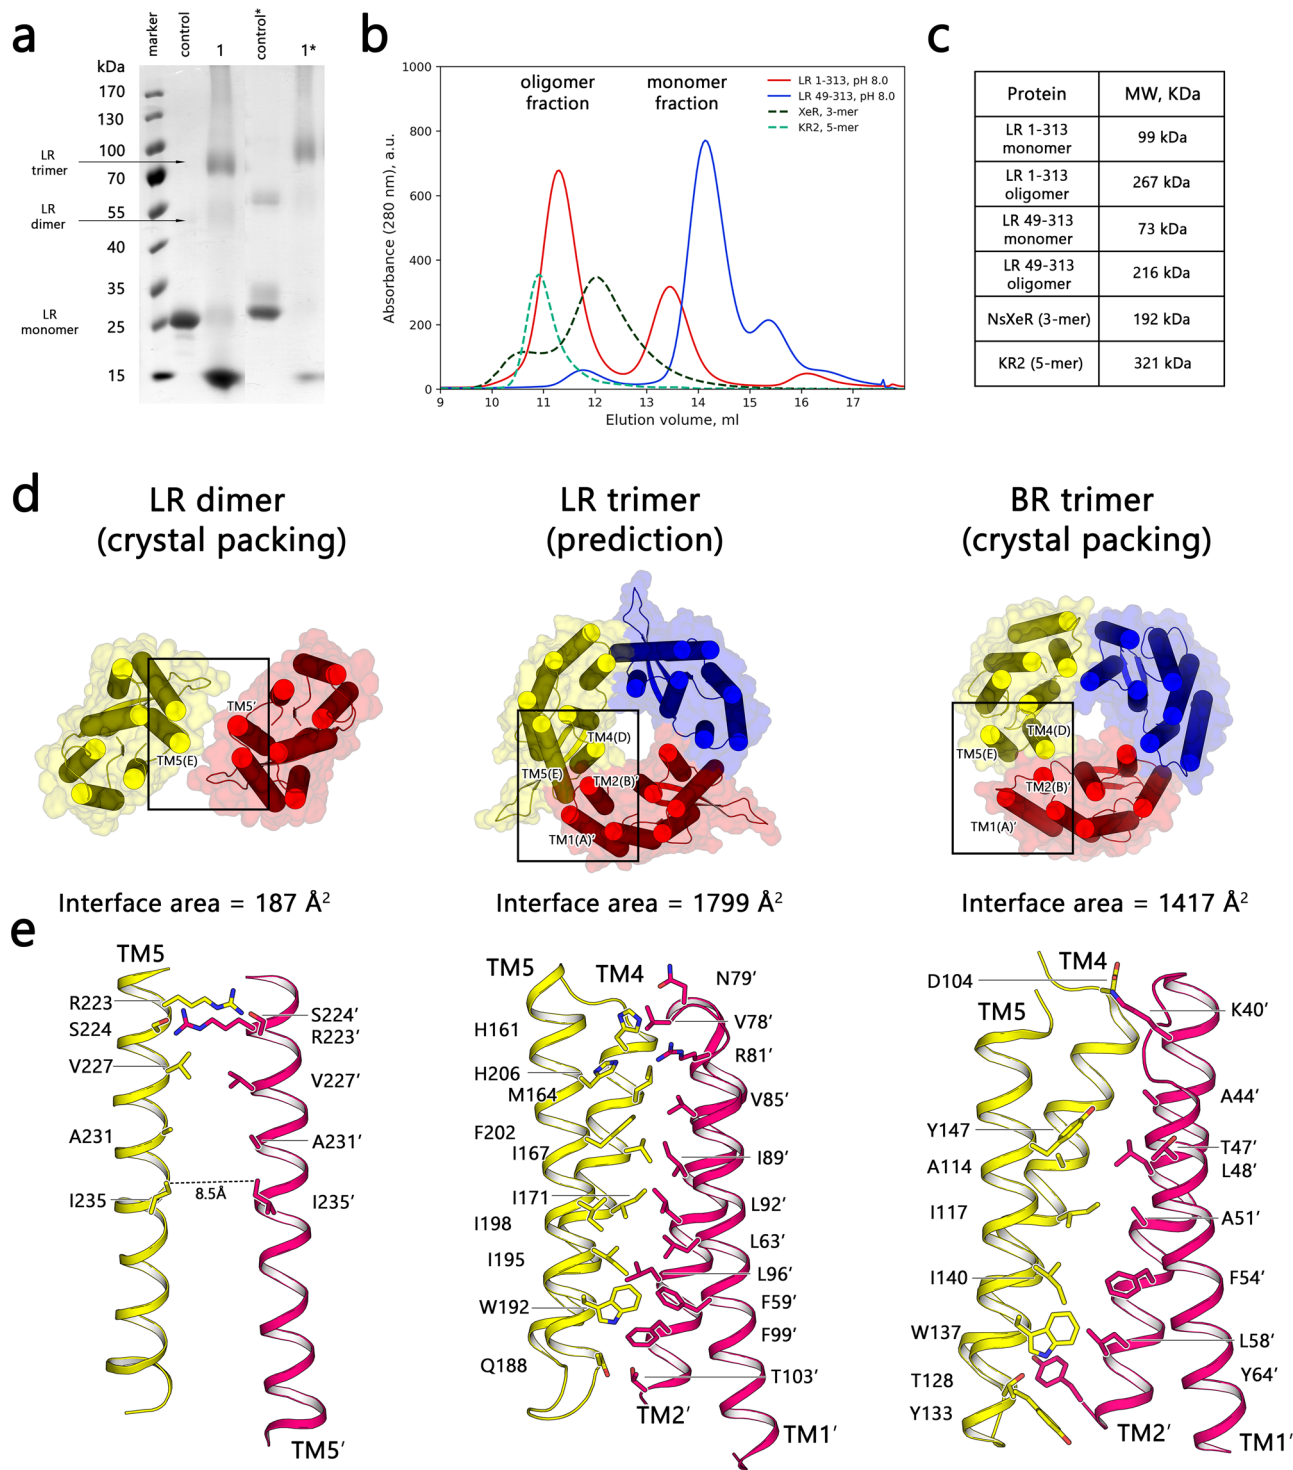 a
marker
control
1
control*
1*
kDa
170
130
100
70
55
40
35
25
15
LR
trimer
LR
dimer
LR
monomer
b
Absorbance (280 nm), a.u.
1000
800
600
400
200
0
9 10 11 12 13 14 15 16 17
Elution volume, ml
oligomer
fraction
monomer
fraction
LR 1-313, pH 8.0
LR 49-313, pH 8.0
XeR, 3-mer
KR2, 5-mer
c
Protein MW, KDa
LR 1-313
monomer 99 kDa
LR 1-313
oligomer 267 kDa
LR 49-313
monomer 73 kDa
LR 49-313
oligomer 216 kDa
NsXeR (3-mer) 192 kDa
KR2 (5-mer) 321 kDa
d
LR dimer
(crystal packing)
TM5′
TM5(E)
Interface area = 187 Å²
LR trimer
(prediction)
TM4(D)
TM5(E)
TM2(B)′
TM1(A)′
Interface area = 1799 Å²
BR trimer
(crystal packing)
TM4(D)
TM5(E)
TM2(B)′
TM1(A)′
Interface area = 1417 Å²
e
TM5
R223
S224
V227
A231
I235
8.5Å
S224′
R223′
V227′
A231′
I235′
TM5′
TM5
TM4
H161
H206
M164
F202
I167
I171
I198
I195
W192
Q188
N79′
V78′
R81′
V85′
I89′
L92′
L63′
L96′
F59′
F99′
T103′
TM2′
TM1′
D104
TM4
TM5
Y147
A114
I117
I140
W137
T128
Y133
K40′
A44′
T47′
L48′
A51′
F54′
L58′
Y64′
TM2′
TM1′